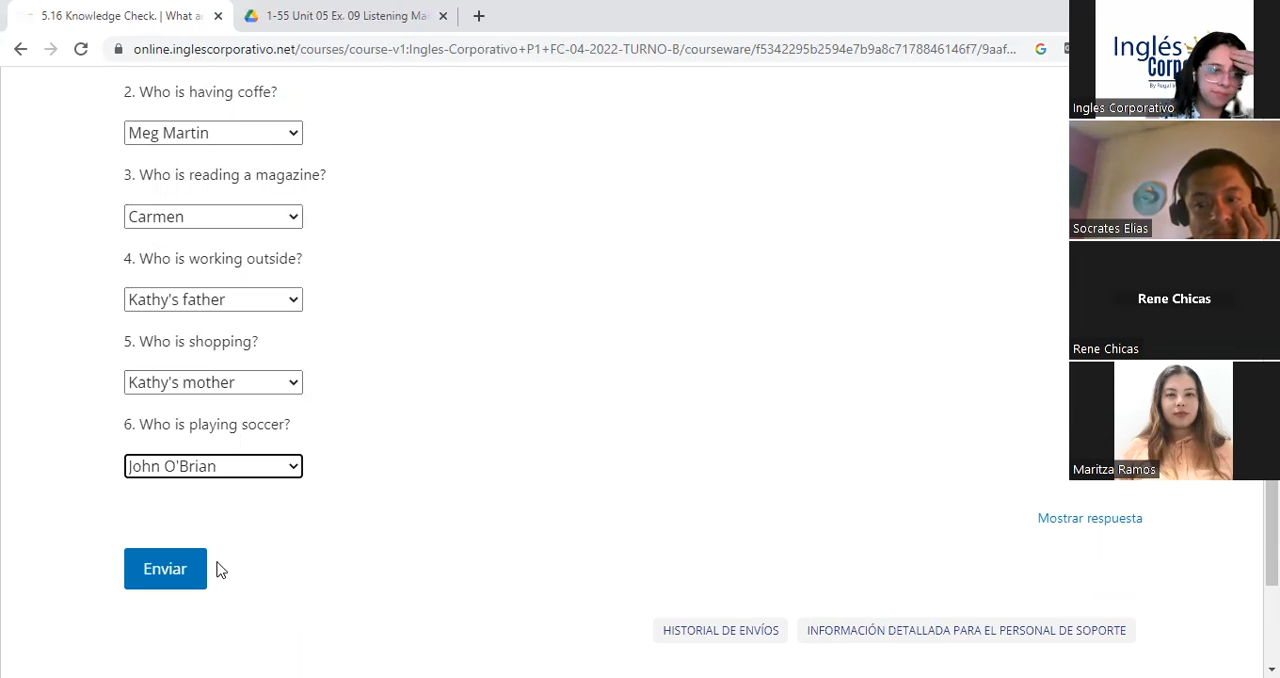 5.16 Knowledge Check. | What a
1-55 Unit 05 Ex. 09 Listening Ma
online.inglescorporativo.net/courses/course-v1:Ingles-Corporativo+P1+FC-04-2022-TURNO-B/courseware/f5342295b2594e7b9a8c7178846146f7/9aaf...
2. Who is having coffe?
Meg Martin
3. Who is reading a magazine?
Carmen
4. Who is working outside?
Kathy's father
5. Who is shopping?
Kathy's mother
6. Who is playing soccer?
John O'Brian
Mostrar respuesta
Enviar
HISTORIAL DE ENVÍOS
INFORMACIÓN DETALLADA PARA EL PERSONAL DE SOPORTE
Inglés
Corp
Ingles Corporativo
Socrates Elias
Rene Chicas
Rene Chicas
Maritza Ramos